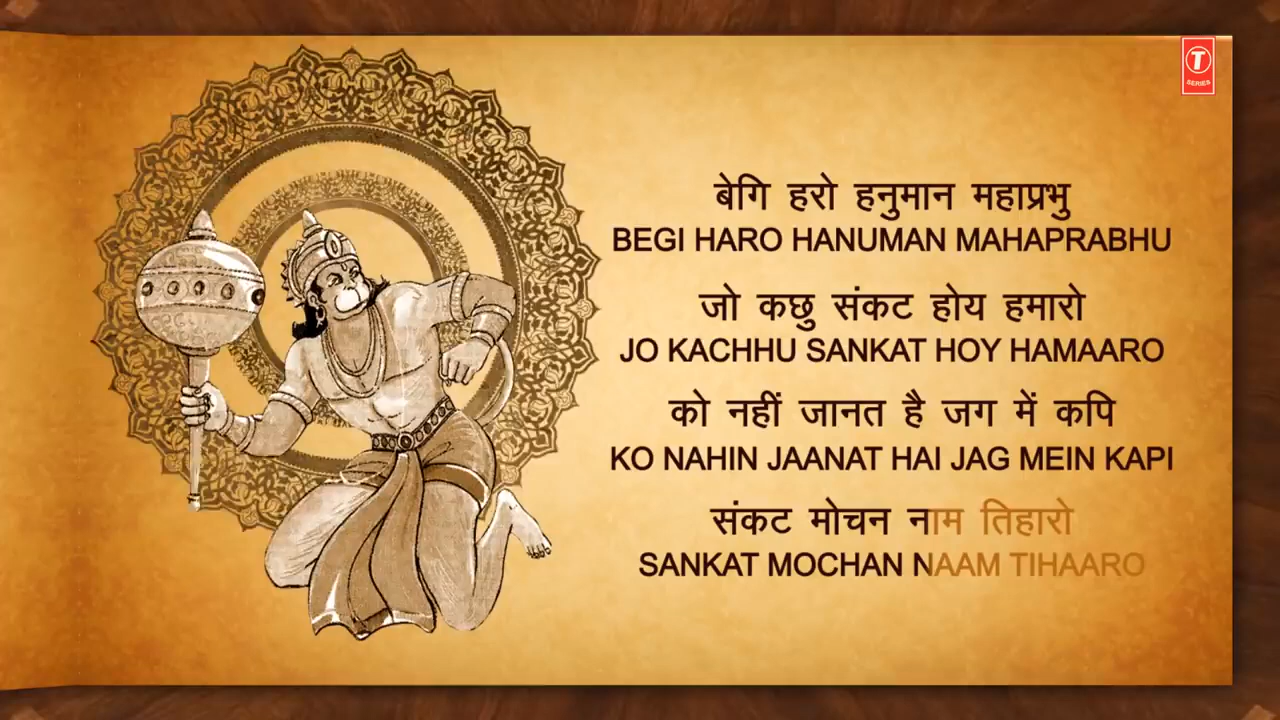 T
SERIES
बेगि हरो हनुमान महाप्रभु
BEGI HARO HANUMAN MAHAPRABHU
जो कछु संकट होय हमारो
JO KACHHU SANKAT HOY HAMAARO
को नहीं जानत है जग में कपि
KO NAHIN JAANAT HAI JAG MEIN KAPI
संकट मोचन नाम तिहारो
SANKAT MOCHAN NAAM TIHAARO